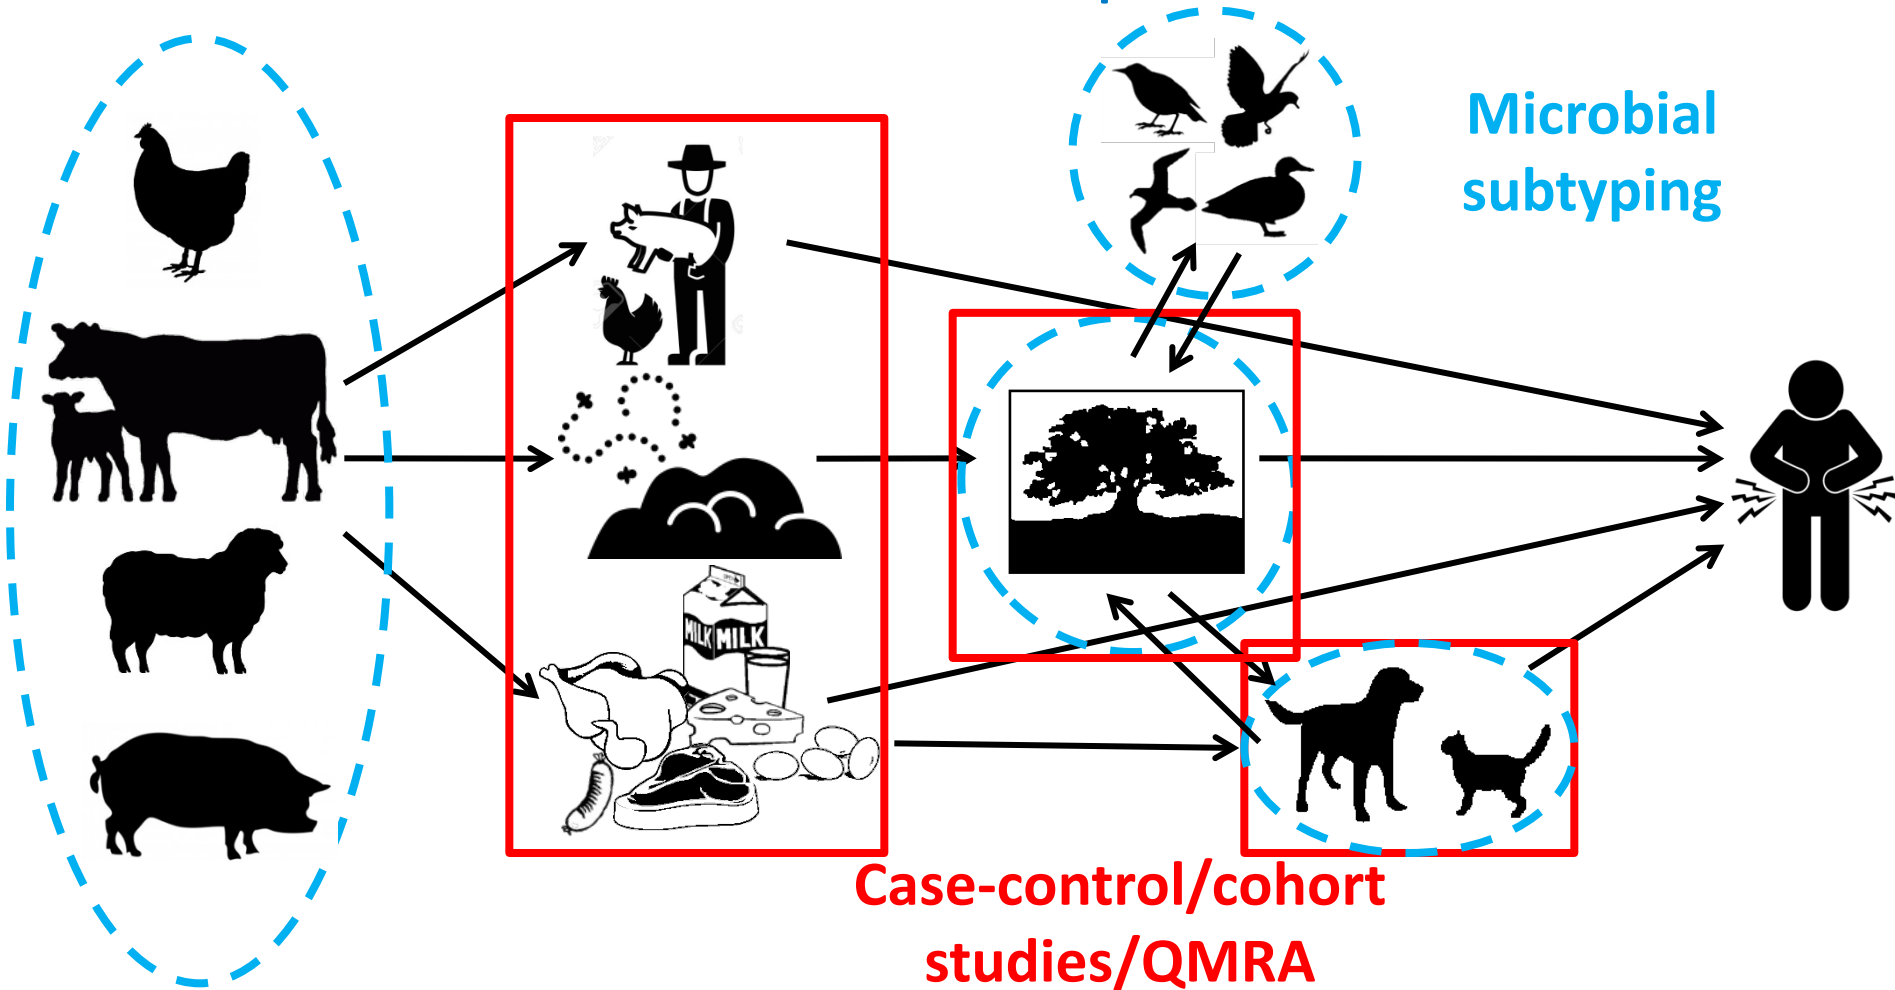 Microbial
subtyping
MILK MILK
Case-control/cohort
studies/QMRA